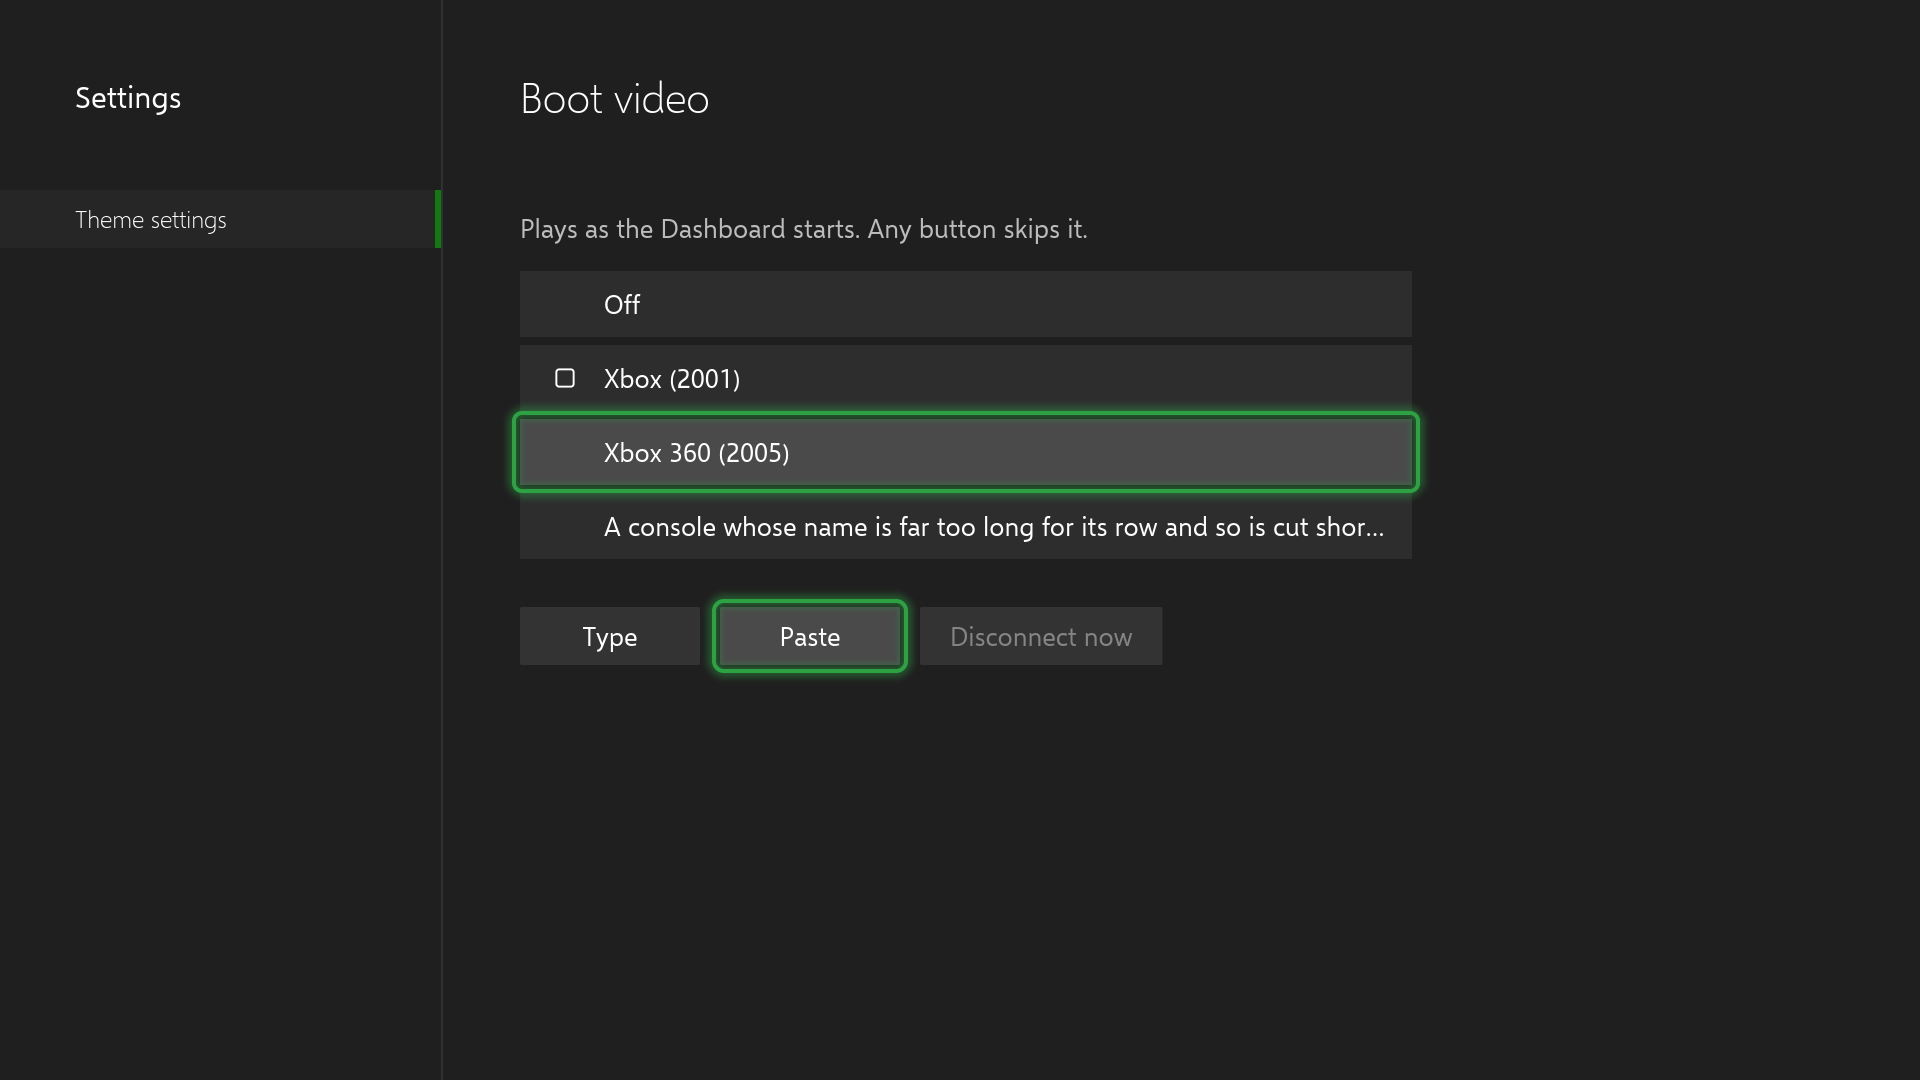 Settings
Theme settings
Boot video
Plays as the Dashboard starts. Any button skips it.
Off
Xbox (2001)
Xbox 360 (2005)
A console whose name is far too long for its row and so is cut shor...
Type
Paste
Disconnect now